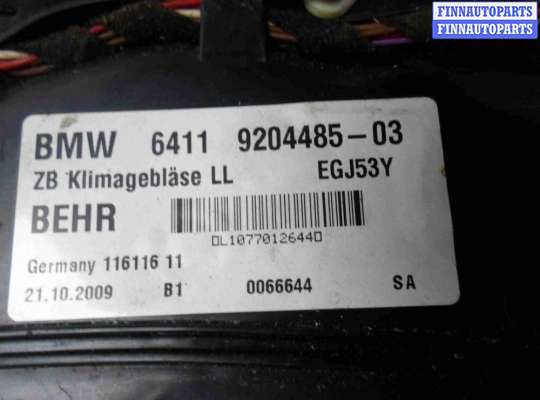 FINNAUTOPARTS
FINNAUTOPARTS
BMW 6411 9204485-03
ZB Klimagebläse LL EGJ53Y
BEHR
□L1077012644□
Germany 116116 11
21.10.2009 B1 0066644 SA